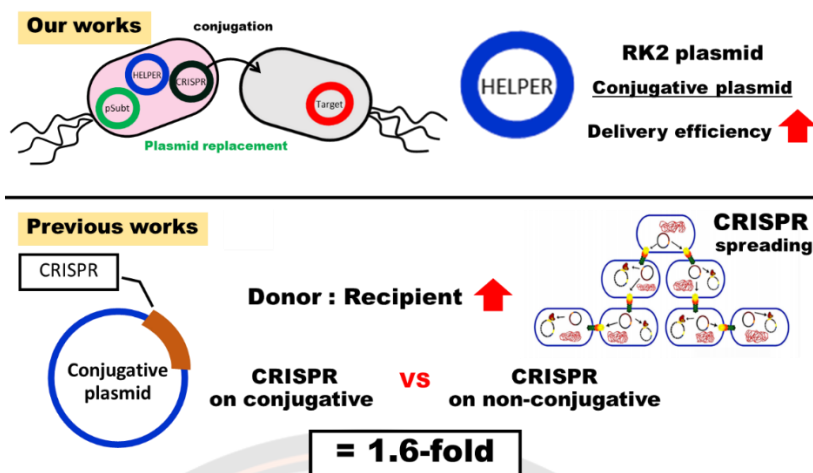 Our works
conjugation
HELPER
CRISPR
pSubt
Target
Plasmid replacement
HELPER
RK2 plasmid
Conjugative plasmid
Delivery efficiency
Previous works
CRISPR
Conjugative
plasmid
Donor : Recipient
CRISPR
spreading
CRISPR
on conjugative
VS
CRISPR
on non-conjugative
= 1.6-fold